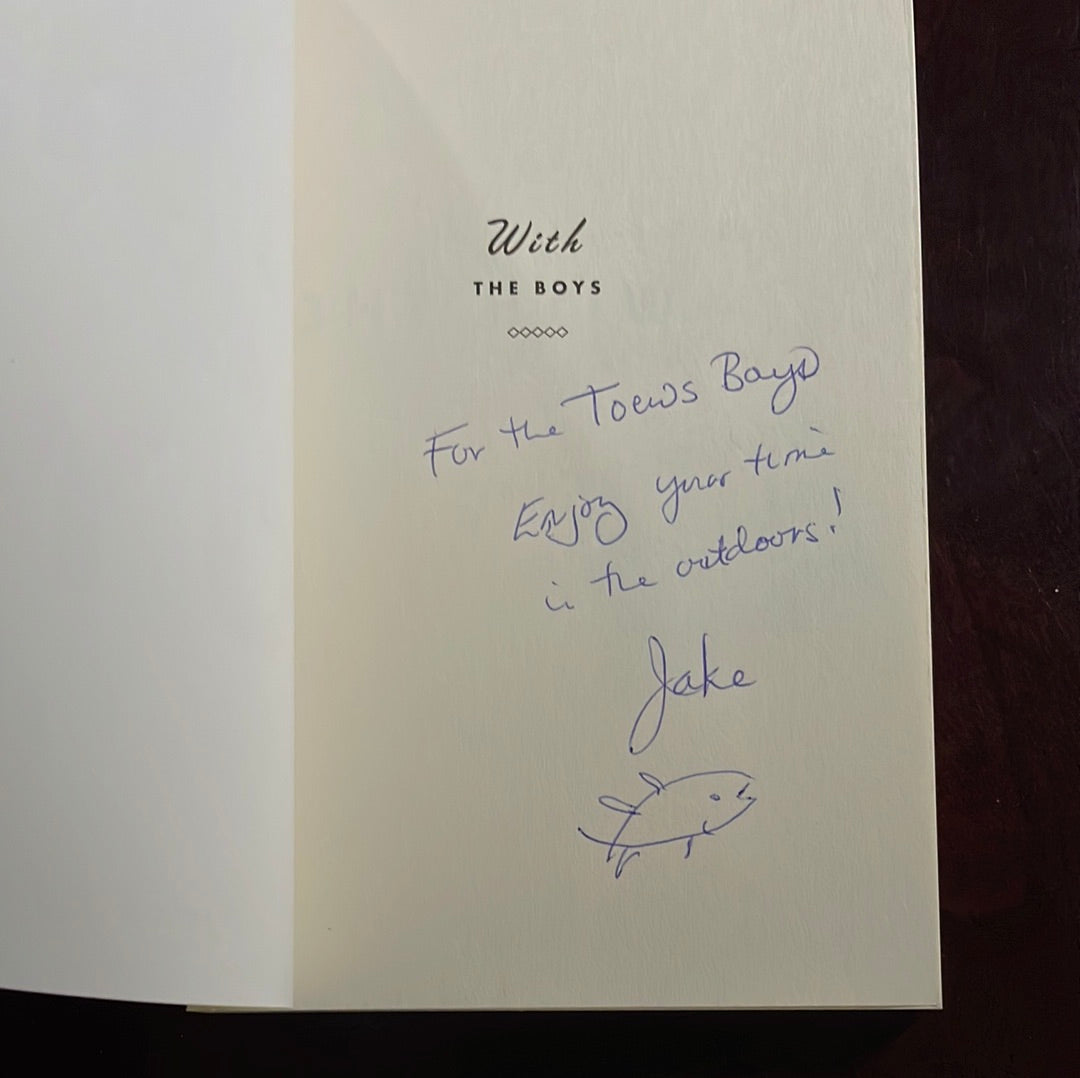 With
THE BOYS
For the Toews Boys
Enjoy your time
in the outdoors!
Jake